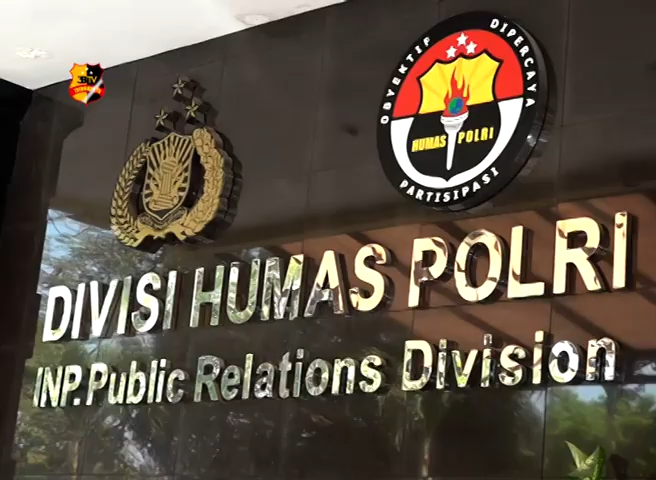 OBYEKTIF DIPERCAYA
HUMAS POLRI
PARTISIPASI
DIVISI HUMAS POLRI
INP. Public Relations Division